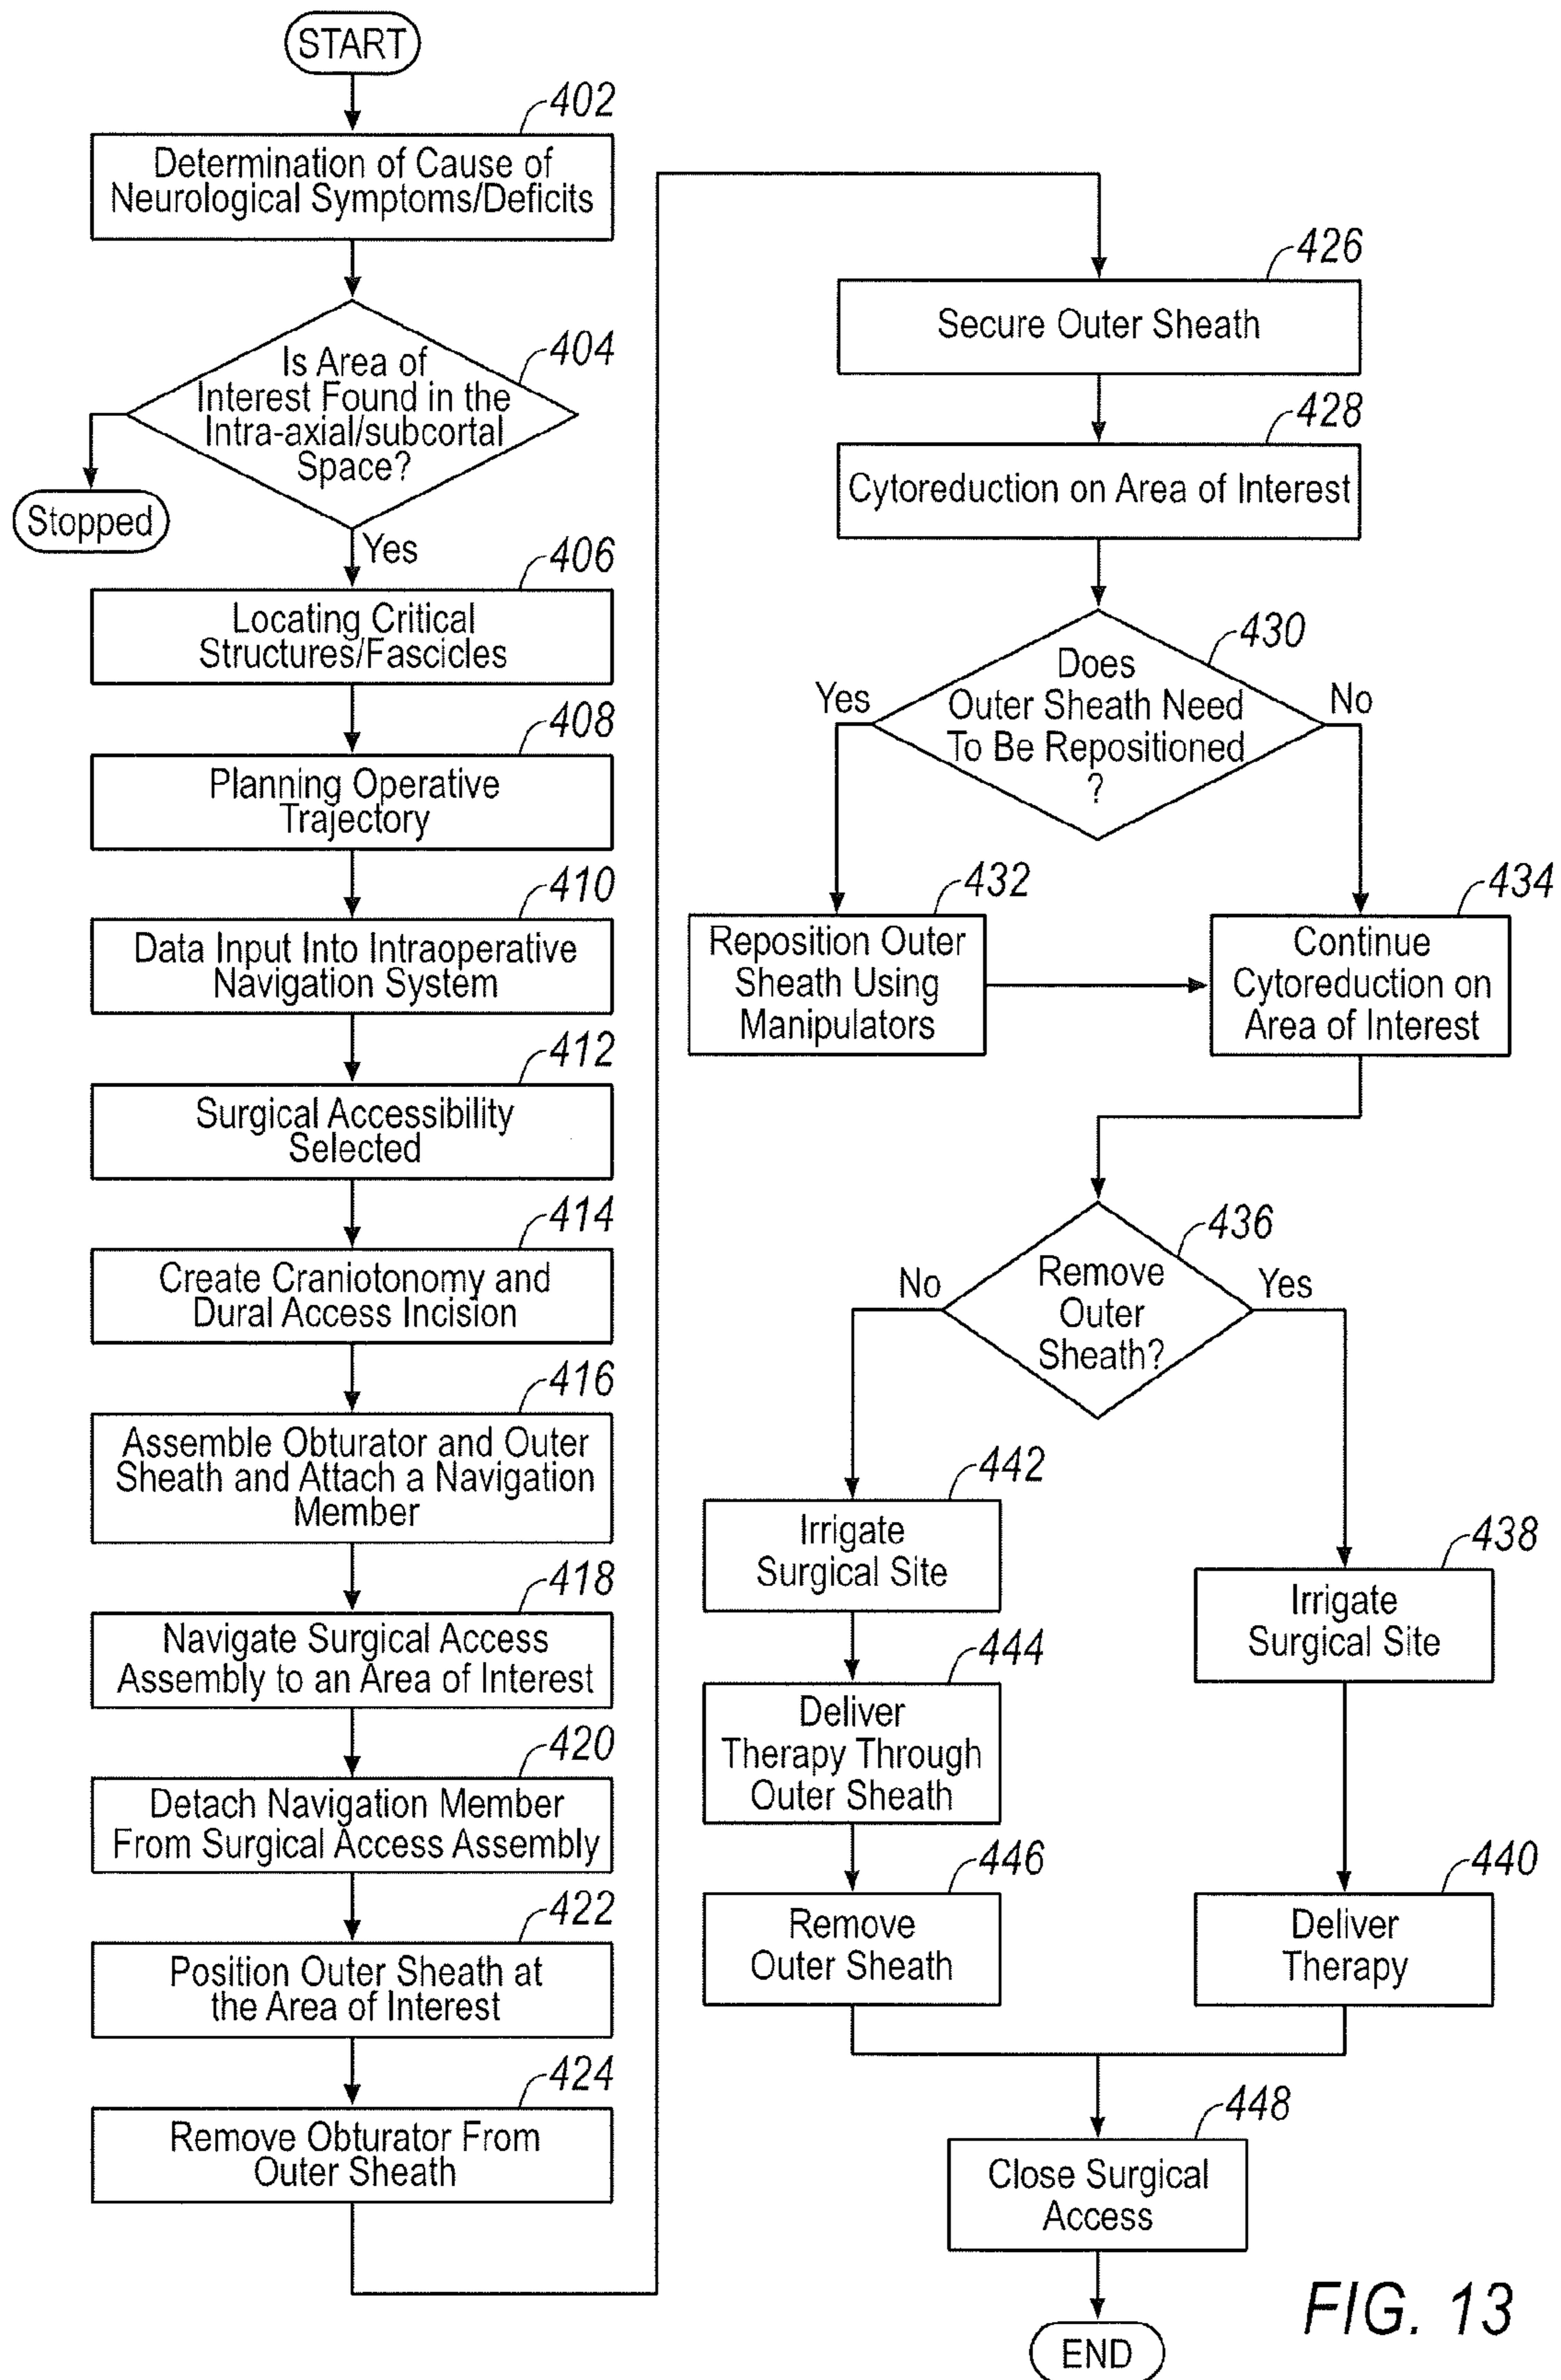 START
402
Determination of Cause of
Neurological Symptoms/Deficits
404
Is Area of
Interest Found in the
Intra-axial/subcortal
Space?
Stopped
Yes
406
Locating Critical
Structures/Fascicles
408
Planning Operative
Trajectory
410
Data Input Into Intraoperative
Navigation System
412
Surgical Accessibility
Selected
414
Create Craniotonomy and
Dural Access Incision
416
Assemble Obturator and Outer
Sheath and Attach a Navigation
Member
418
Navigate Surgical Access
Assembly to an Area of Interest
420
Detach Navigation Member
From Surgical Access Assembly
422
Position Outer Sheath at
the Area of Interest
424
Remove Obturator From
Outer Sheath
426
Secure Outer Sheath
428
Cytoreduction on Area of Interest
430
Does
Outer Sheath Need
To Be Repositioned
?
Yes
No
432
Reposition Outer
Sheath Using
Manipulators
434
Continue
Cytoreduction on
Area of Interest
436
Remove
Outer
Sheath?
No
Yes
442
Irrigate
Surgical Site
444
Deliver
Therapy Through
Outer Sheath
446
Remove
Outer Sheath
438
Irrigate
Surgical Site
440
Deliver
Therapy
448
Close Surgical
Access
END
FIG. 13